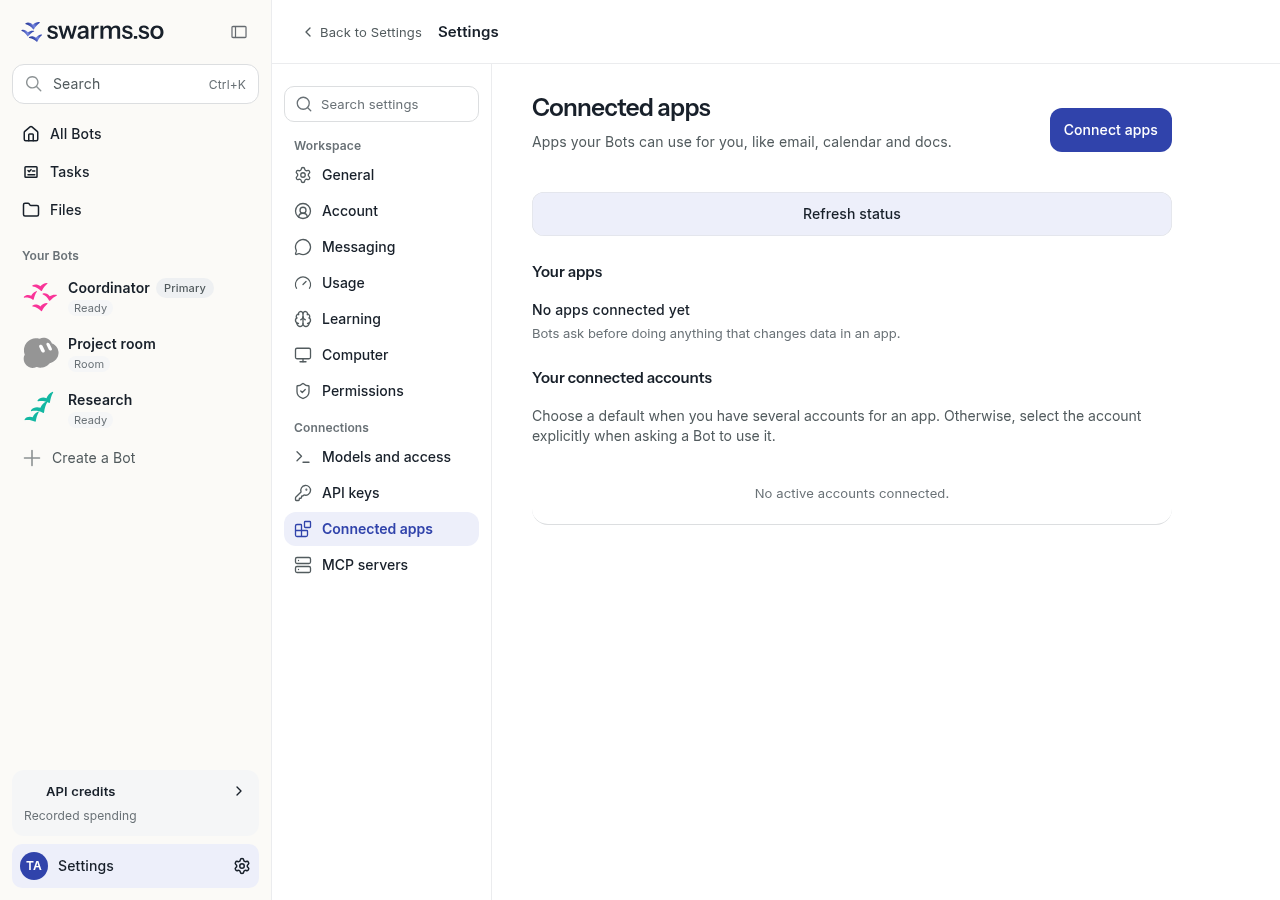 swarms.so
Search Ctrl+K
All Bots
Tasks
Files
Your Bots
Coordinator Primary
Ready
Project room
Room
Research
Ready
Create a Bot
API credits
Recorded spending
TA Settings
Back to Settings Settings
Search settings
Workspace
General
Account
Messaging
Usage
Learning
Computer
Permissions
Connections
Models and access
API keys
Connected apps
MCP servers
Connected apps
Apps your Bots can use for you, like email, calendar and docs.
Connect apps
Refresh status
Your apps
No apps connected yet
Bots ask before doing anything that changes data in an app.
Your connected accounts
Choose a default when you have several accounts for an app. Otherwise, select the account
explicitly when asking a Bot to use it.
No active accounts connected.